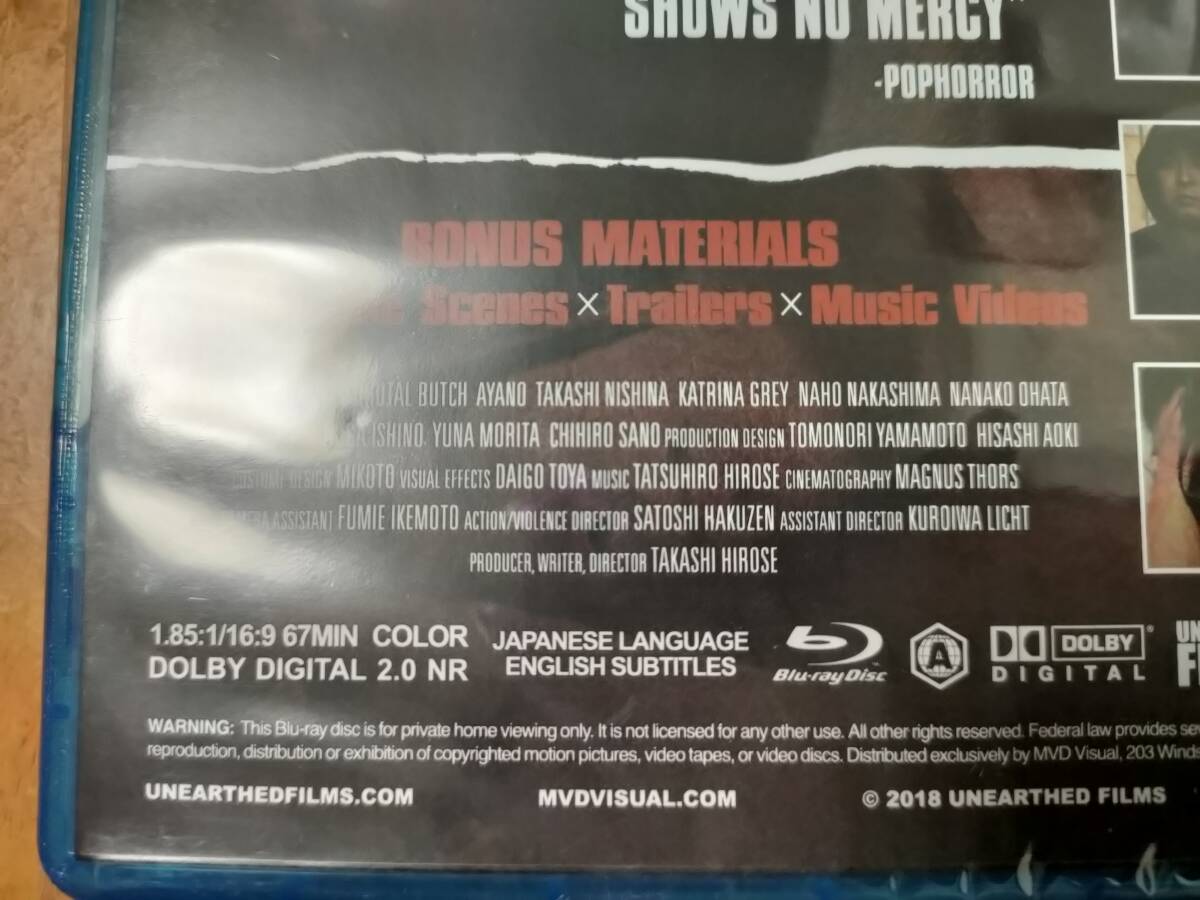 SHOWS NO MERCY"
-POPHORROR
BONUS MATERIALS
Scenes × Trailers × Music Videos
BUTCH AYANO TAKASHI NISHINA KATRINA GREY NAHO NAKASHIMA NANAKO OHATA
ISHINO YUNA MORITA CHIHIRO SANO PRODUCTION DESIGN TOMONORI YAMAMOTO HISASHI AOKI
COSTUME DESIGN MIKOTO VISUAL EFFECTS DAIGO TOYA MUSIC TATSUHIRO HIROSE CINEMATOGRAPHY MAGNUS THORS
ASSISTANT FUMIE IKEMOTO ACTION/VIOLENCE DIRECTOR SATOSHI HAKUZEN ASSISTANT DIRECTOR KUROIWA LICHT
PRODUCER, WRITER, DIRECTOR TAKASHI HIROSE
1.85:1/16:9 67MIN COLOR
DOLBY DIGITAL 2.0 NR
JAPANESE LANGUAGE
ENGLISH SUBTITLES
Blu-ray Disc
A
DOLBY
DIGITAL
WARNING: This Blu-ray disc is for private home viewing only. It is not licensed for any other use. All other rights reserved. Federal law provides
reproduction, distribution or exhibition of copyrighted motion pictures, video tapes, or video discs. Distributed exclusively by MVD Visual, 203
UNEARTHEDFILMS.COM
MVDVISUAL.COM
© 2018 UNEARTHED FILMS